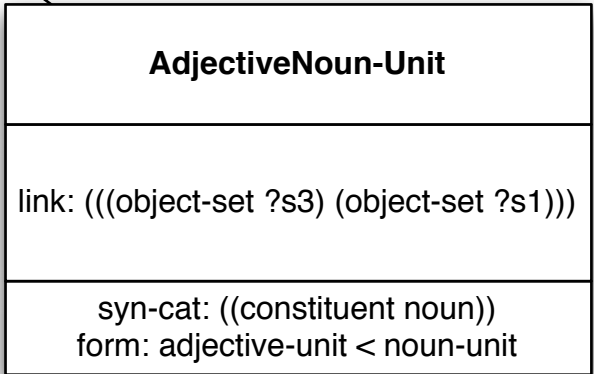 AdjectiveNoun-Unit
link: (((object-set ?s3) (object-set ?s1)))
syn-cat: ((constituent noun))
form: adjective-unit < noun-unit